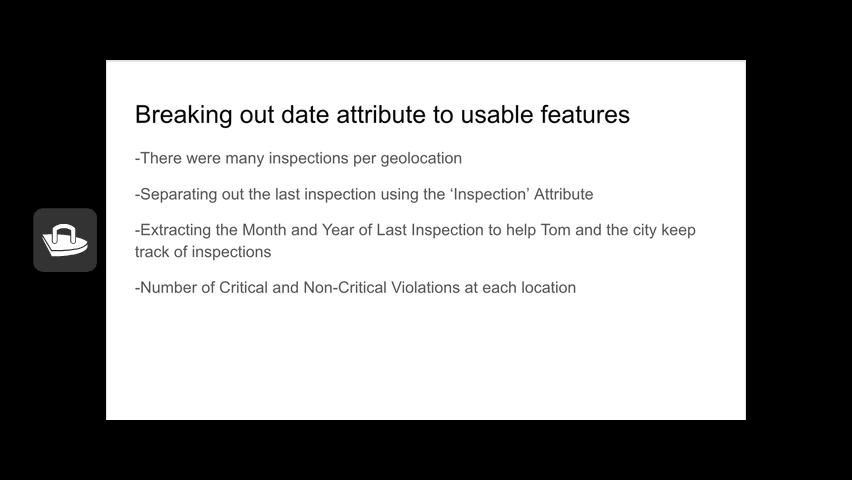 Breaking out date attribute to usable features
-There were many inspections per geolocation
-Separating out the last inspection using the ‘Inspection’ Attribute
-Extracting the Month and Year of Last Inspection to help Tom and the city keep
track of inspections
-Number of Critical and Non-Critical Violations at each location